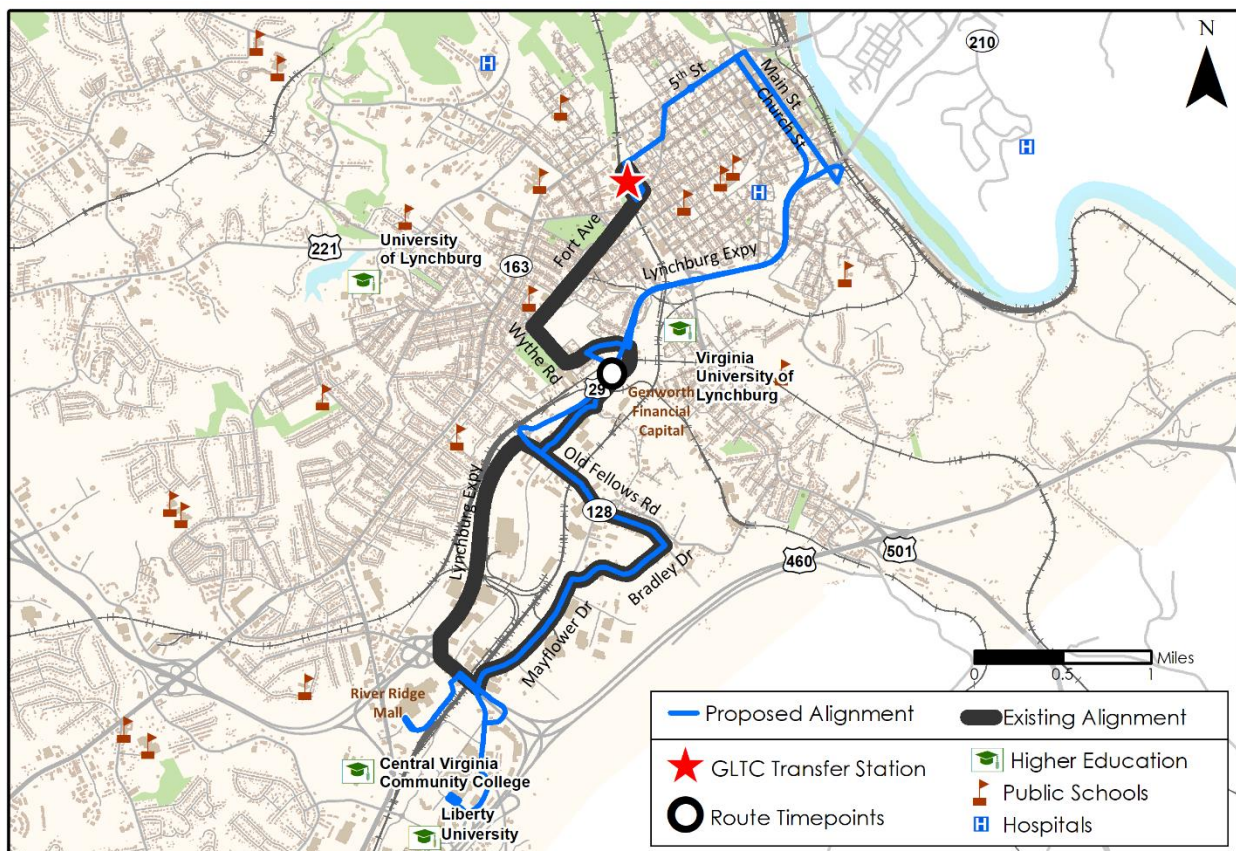 N
210
5th St
Main St
Church St
H
H
H
Fort Ave
University
of Lynchburg
221
163
Lynchburg Expy
Wythe Rd
Virginia
University of
Lynchburg
29
Genworth
Financial
Capital
Old Fellows Rd
128
Lynchburg Expy
Bradley Dr
460
501
Mayflower Dr
River Ridge
Mall
0 0.5 1 Miles
Central Virginia
Community College
Liberty
University
Proposed Alignment
Existing Alignment
GLTC Transfer Station
Route Timepoints
Higher Education
Public Schools
H Hospitals